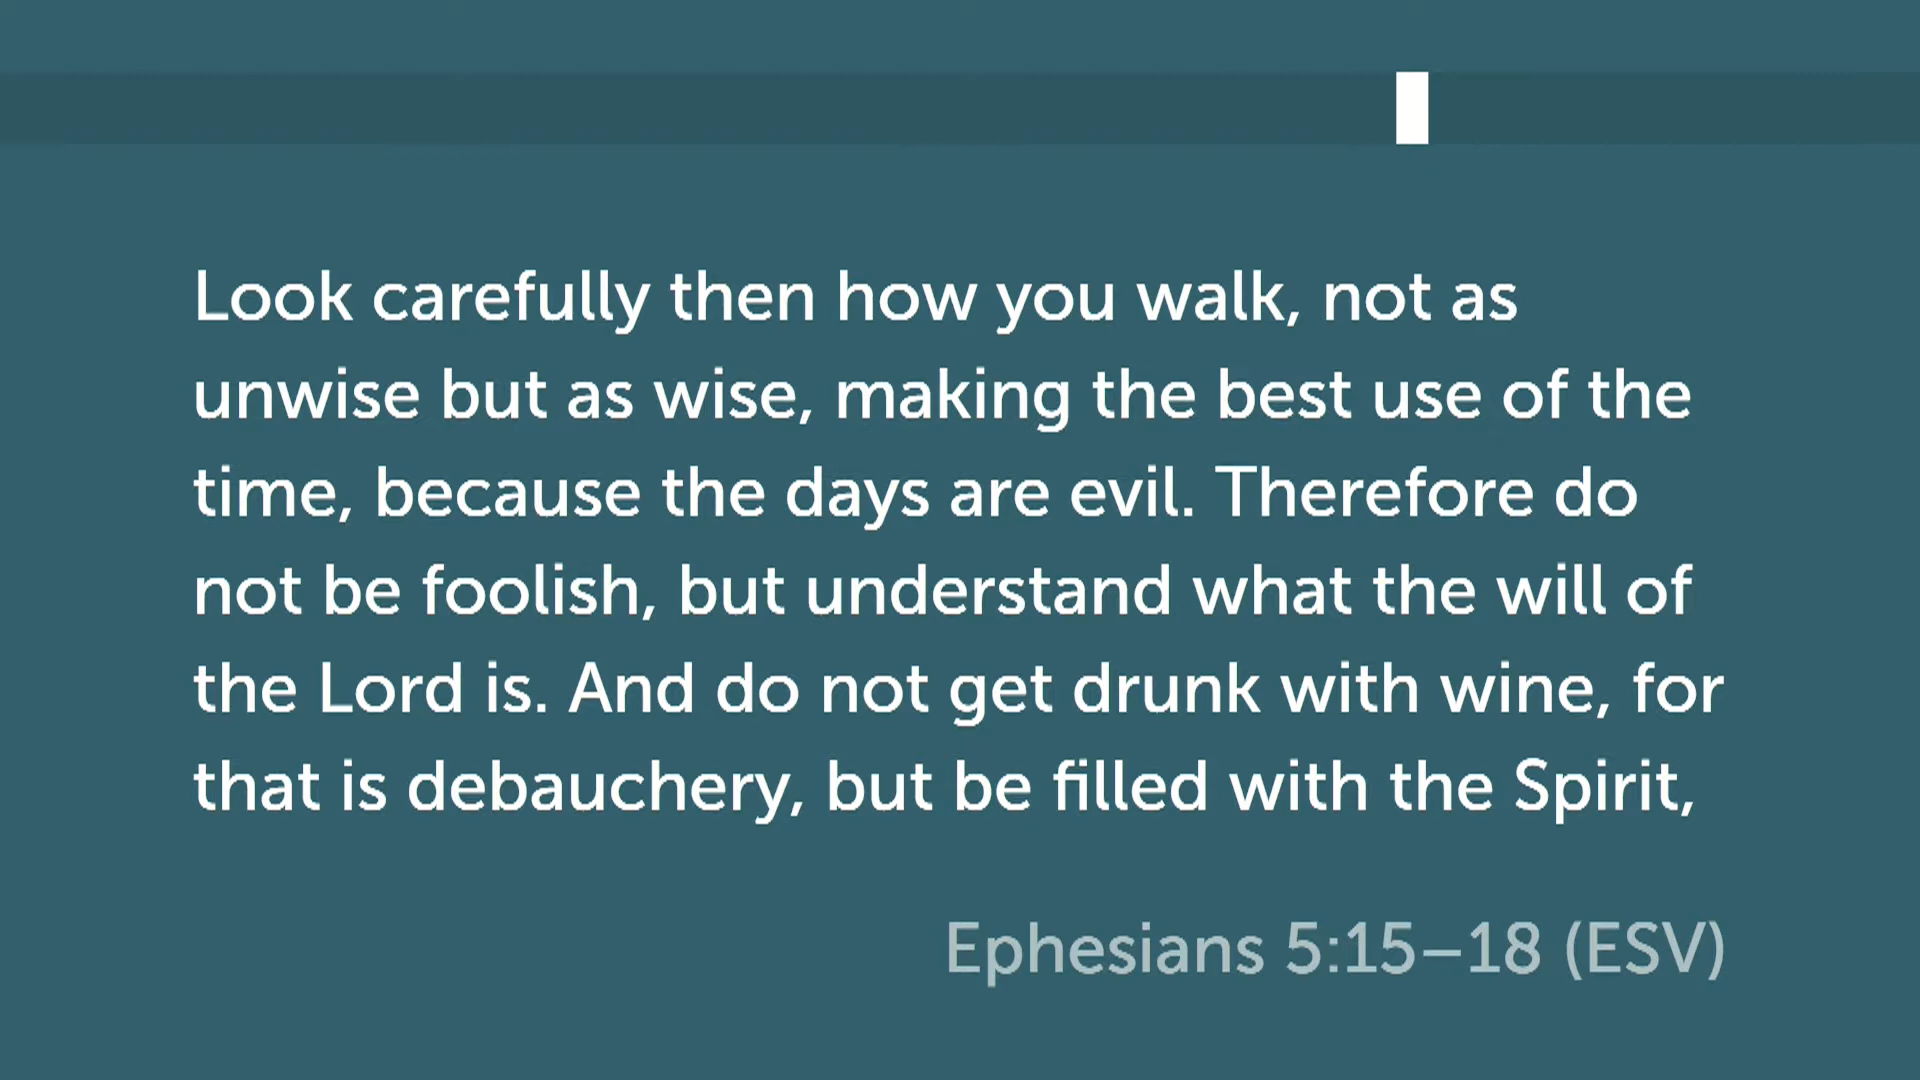 Look carefully then how you walk, not as
unwise but as wise, making the best use of the
time, because the days are evil. Therefore do
not be foolish, but understand what the will of
the Lord is. And do not get drunk with wine, for
that is debauchery, but be filled with the Spirit,
Ephesians 5:15–18 (ESV)